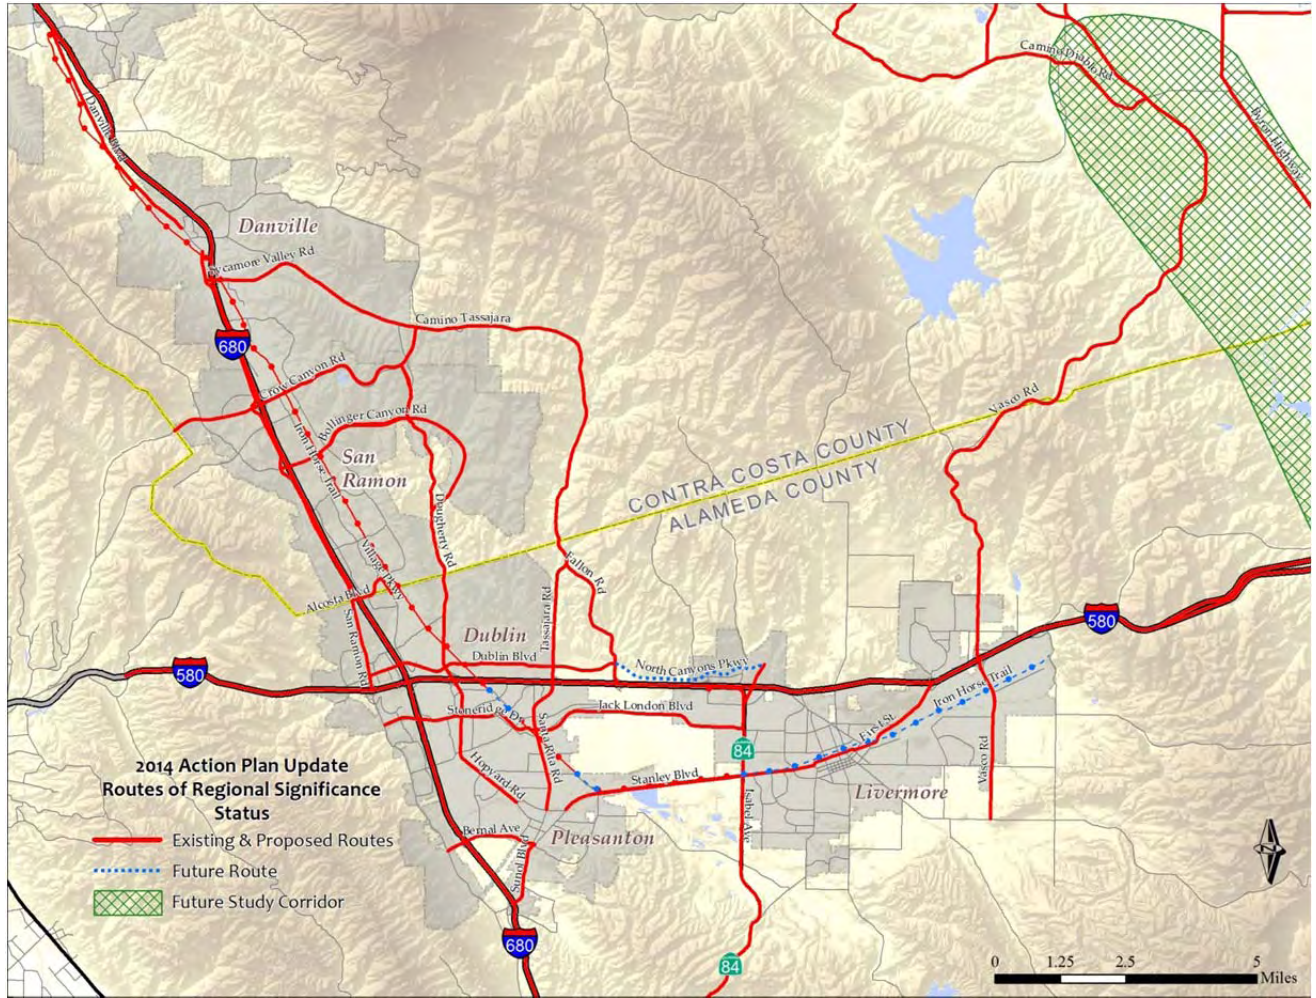 Camino Diablo Rd
Byron Highway
Danville Blvd
Danville
Sycamore Valley Rd
Camino Tassajara
680
Crow Canyon Rd
Bollinger Canyon Rd
Iron Horse Trail
San
Ramon
Vasco Rd
CONTRA COSTA COUNTY
ALAMEDA COUNTY
Dougherty Rd
Village Pkwy
Fallon Rd
Alcosta Blvd
San Ramon Rd
Tassajara Rd
580
Dublin
Dublin Blvd
North Canyons Pkwy
580
Iron Horse Trail
Stoneridge Dr
Jack London Blvd
Santa Rita Rd
First St
84
Vasco Rd
Hopyard Rd
Stanley Blvd
Isabel Ave
Livermore
2014 Action Plan Update
Routes of Regional Significance
Status
Existing & Proposed Routes
Future Route
Future Study Corridor
Bernal Ave
Pleasanton
Sunol Blvd
680
84
N
0 1.25 2.5 5
Miles